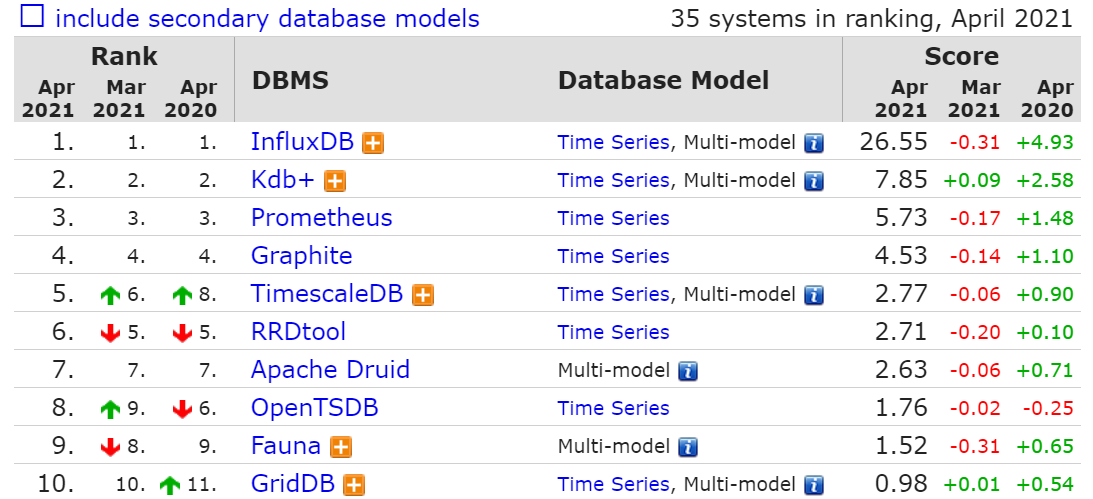 include secondary database models 35 systems in ranking, April 2021
Rank Score
DBMS Database Model
Apr Mar Apr Apr Mar Apr
2021 2021 2020 2021 2021 2020
1. 1. 1. InfluxDB Time Series, Multi-model 26.55 -0.31 +4.93
2. 2. 2. Kdb+ Time Series, Multi-model 7.85 +0.09 +2.58
3. 3. 3. Prometheus Time Series 5.73 -0.17 +1.48
4. 4. 4. Graphite Time Series 4.53 -0.14 +1.10
5. 6. 8. TimescaleDB Time Series, Multi-model 2.77 -0.06 +0.90
6. 5. 5. RRDtool Time Series 2.71 -0.20 +0.10
7. 7. 7. Apache Druid Multi-model 2.63 -0.06 +0.71
8. 9. 6. OpenTSDB Time Series 1.76 -0.02 -0.25
9. 8. 9. Fauna Multi-model 1.52 -0.31 +0.65
10. 10. 11. GridDB Time Series, Multi-model 0.98 +0.01 +0.54